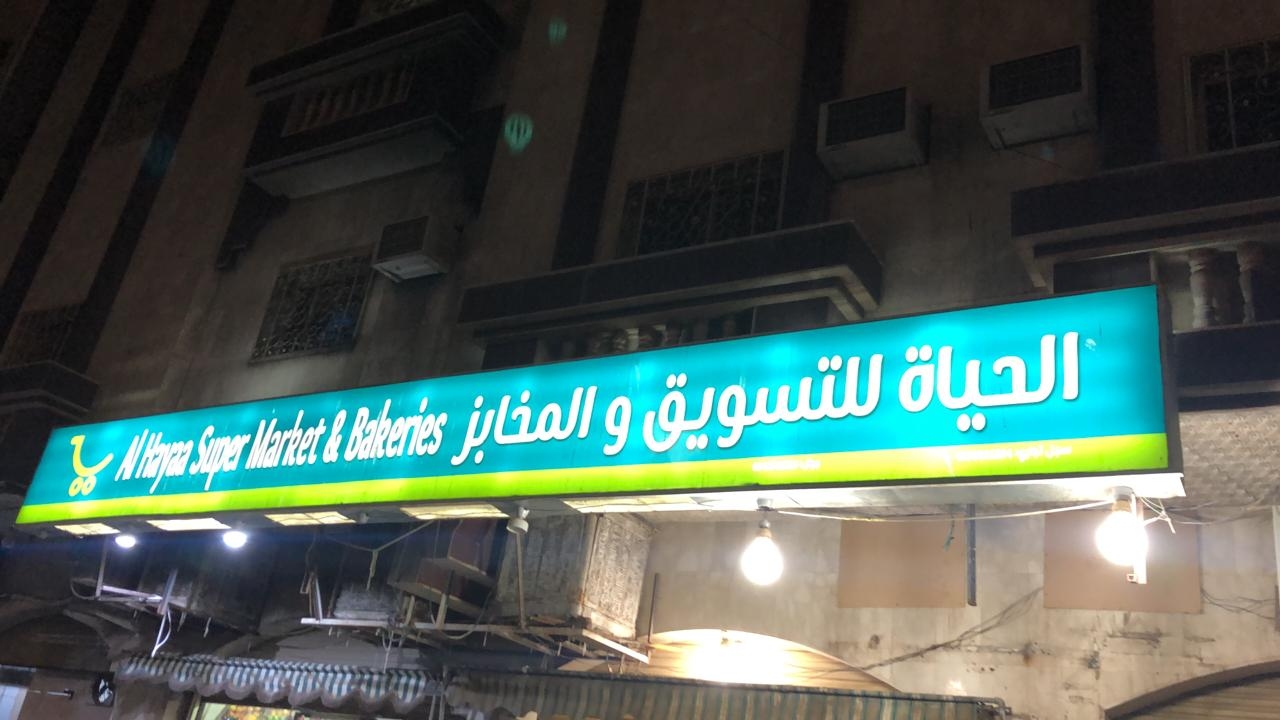 الحياة للتسويق و المخابز Al Hayaa Super Market & Bakeries